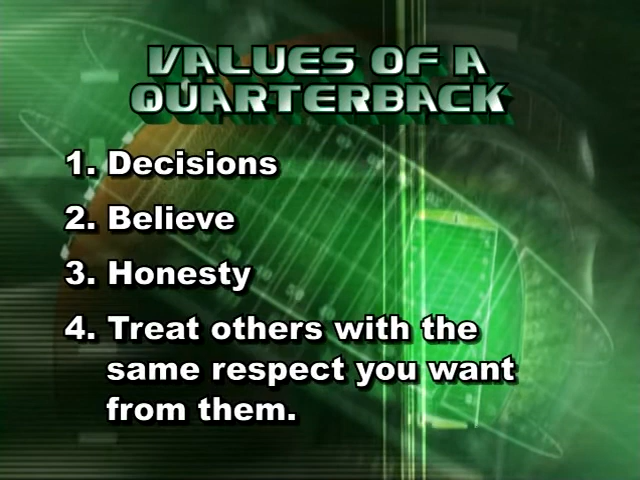 VALUES OF A
QUARTERBACK
1. Decisions
2. Believe
3. Honesty
4. Treat others with the
same respect you want
from them.